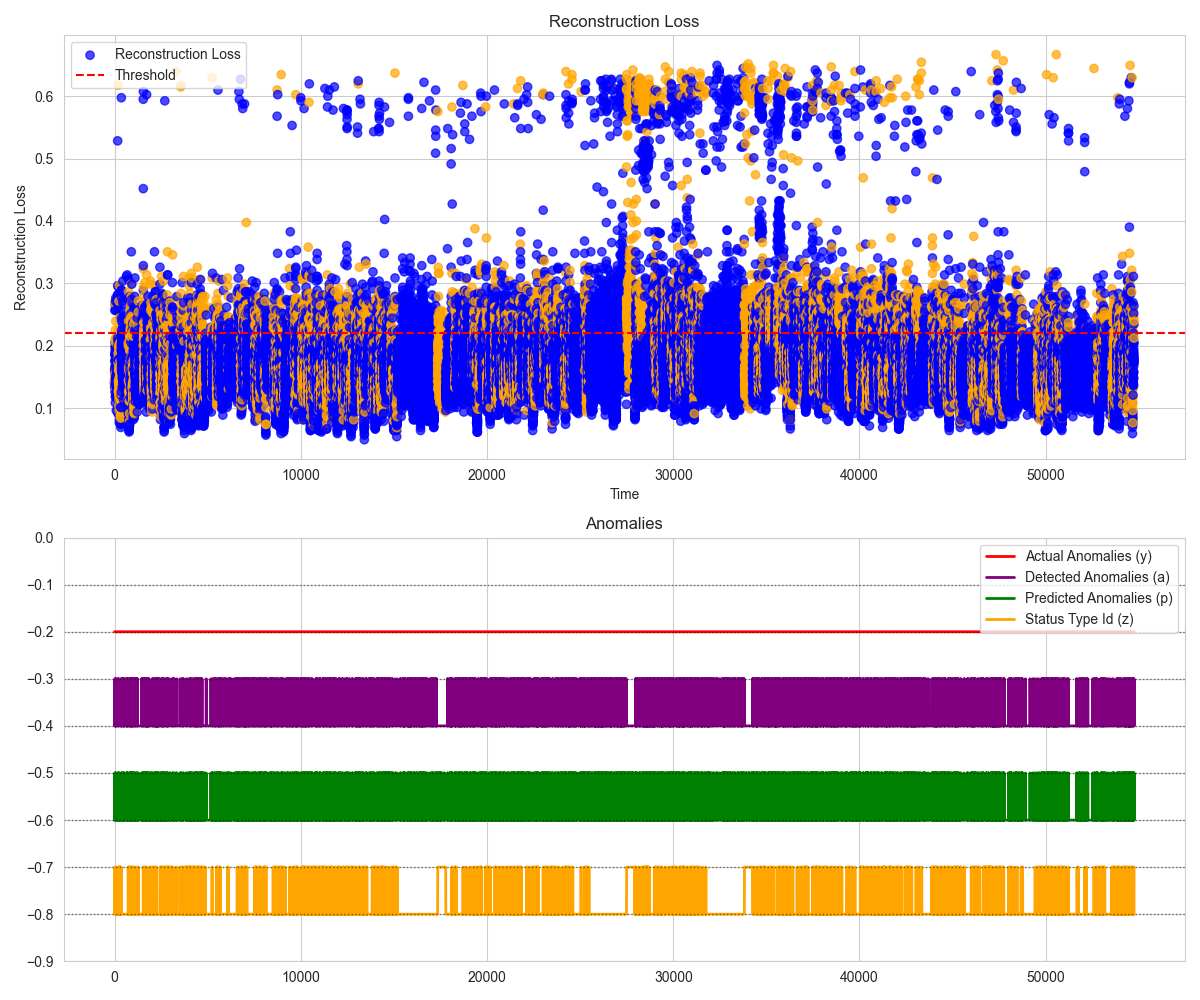 Reconstruction Loss
Reconstruction Loss
Threshold
Reconstruction Loss
0.6
0.5
0.4
0.3
0.2
0.1
0 10000 20000 30000 40000 50000
Time
Anomalies
Actual Anomalies (y)
Detected Anomalies (a)
Predicted Anomalies (p)
Status Type Id (z)
0.0
−0.1
−0.2
−0.3
−0.4
−0.5
−0.6
−0.7
−0.8
−0.9
0 10000 20000 30000 40000 50000